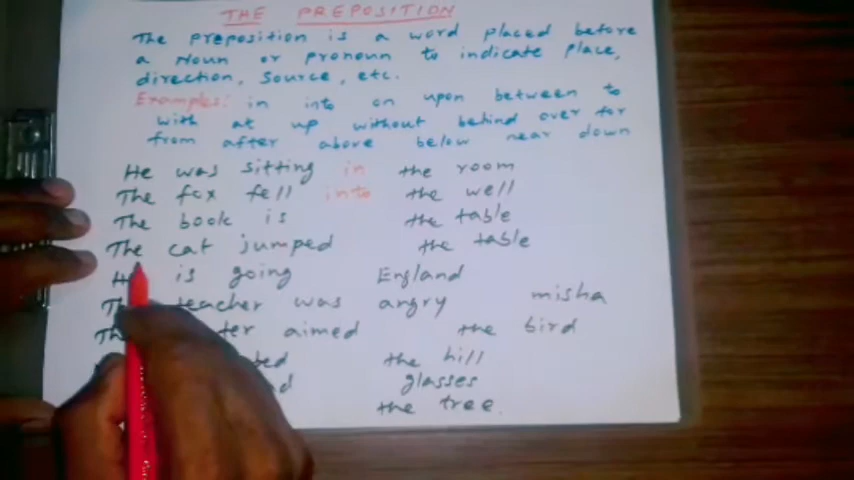 THE PREPOSITION
The preposition is a word placed before
a Noun or pronoun to indicate place,
direction, source, etc.
Examples: in into on upon between to
with at up without behind over for
from after above below near down
He was sitting in the room
The fox fell into the well
The book is the table
The cat jumped the table
He is going England
teacher was angry misha
aimed the bird
the hill
glasses
the tree.